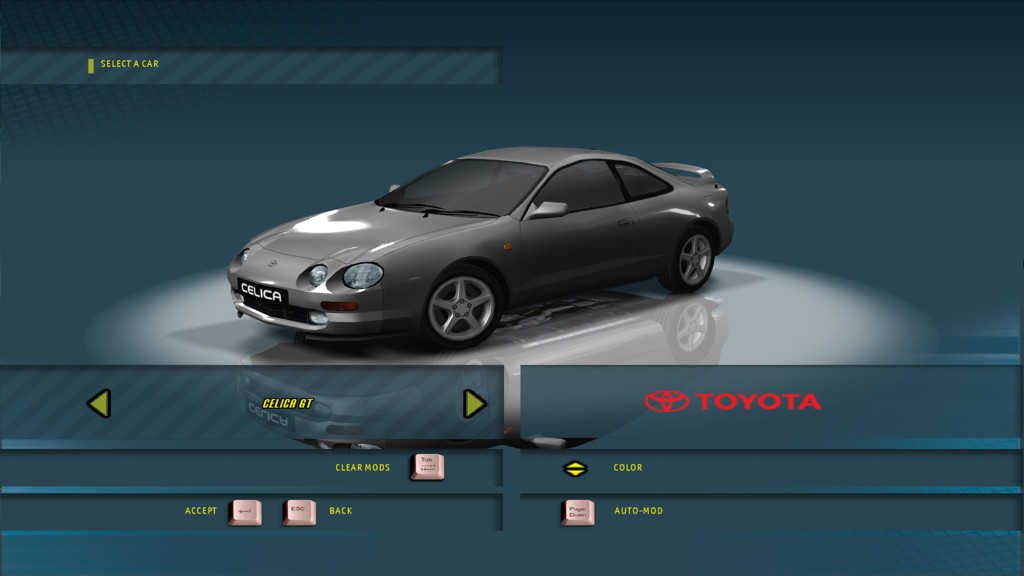 SELECT A CAR
CELICA
CELICA GT
TOYOTA
CLEAR MODS
Tab
COLOR
ACCEPT
ESC
BACK
Page
Down
AUTO-MOD